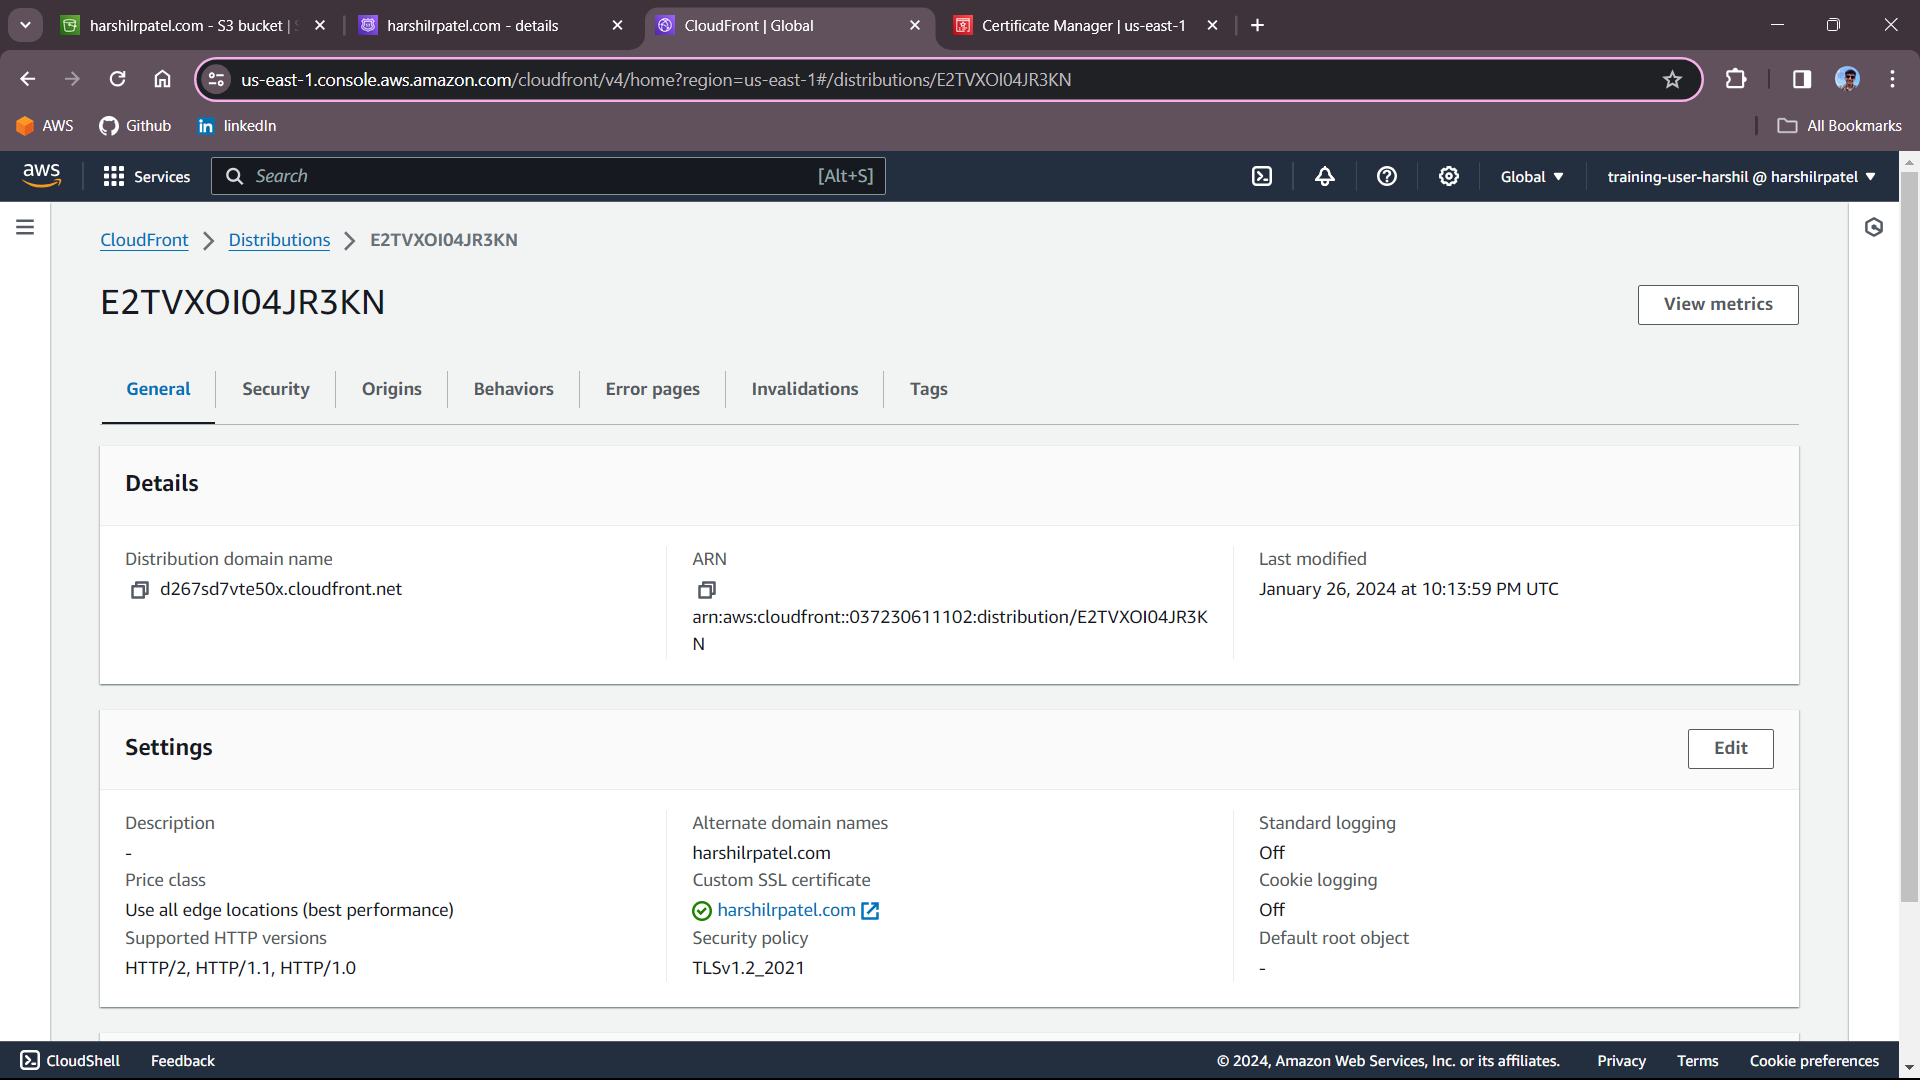 harshilrpatel.com - S3 bucket |
harshilrpatel.com - details
CloudFront | Global
Certificate Manager | us-east-1
us-east-1.console.aws.amazon.com/cloudfront/v4/home?region=us-east-1#/distributions/E2TVXOI04JR3KN
AWS
Github
linkedIn
All Bookmarks
aws
Services
Search
[Alt+S]
Global
training-user-harshil @ harshilrpatel
CloudFront
Distributions
E2TVXOI04JR3KN
E2TVXOI04JR3KN
View metrics
General
Security
Origins
Behaviors
Error pages
Invalidations
Tags
Details
Distribution domain name
d267sd7vte50x.cloudfront.net
ARN
arn:aws:cloudfront::037230611102:distribution/E2TVXOI04JR3K
N
Last modified
January 26, 2024 at 10:13:59 PM UTC
Settings
Edit
Description
-
Price class
Use all edge locations (best performance)
Supported HTTP versions
HTTP/2, HTTP/1.1, HTTP/1.0
Alternate domain names
harshilrpatel.com
Custom SSL certificate
harshilrpatel.com
Security policy
TLSv1.2_2021
Standard logging
Off
Cookie logging
Off
Default root object
-
CloudShell
Feedback
© 2024, Amazon Web Services, Inc. or its affiliates.
Privacy
Terms
Cookie preferences